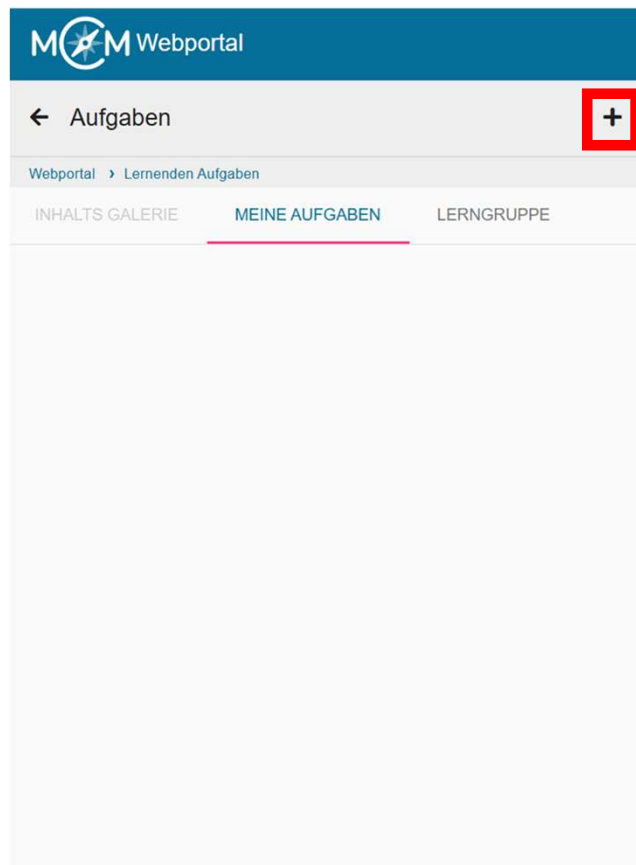 MCM Webportal
← Aufgaben +
Webportal › Lernenden Aufgaben
INHALTS GALERIE MEINE AUFGABEN LERNGRUPPE